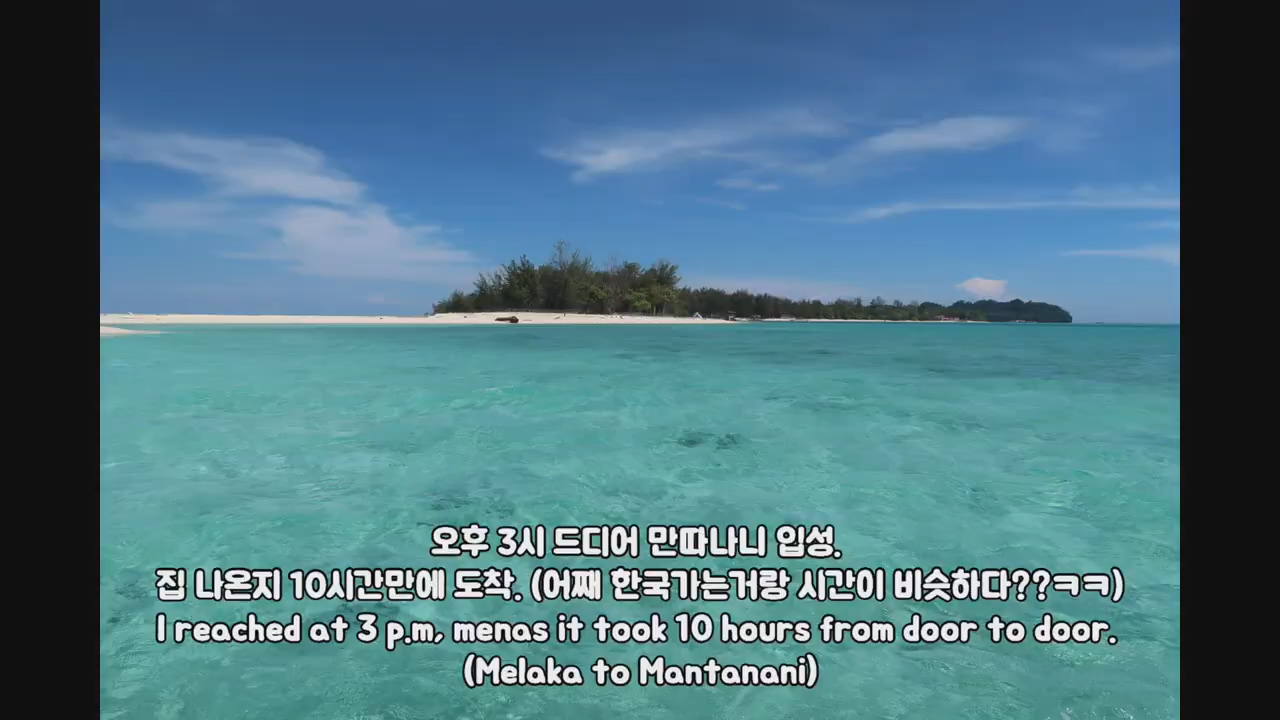 오후 3시 드디어 만따나니 입성.
집 나온지 10시간만에 도착. (어째 한국가는거랑 시간이 비슷하다??ㅋㅋ)
I reached at 3 p.m, menas it took 10 hours from door to door.
(Melaka to Mantanani)